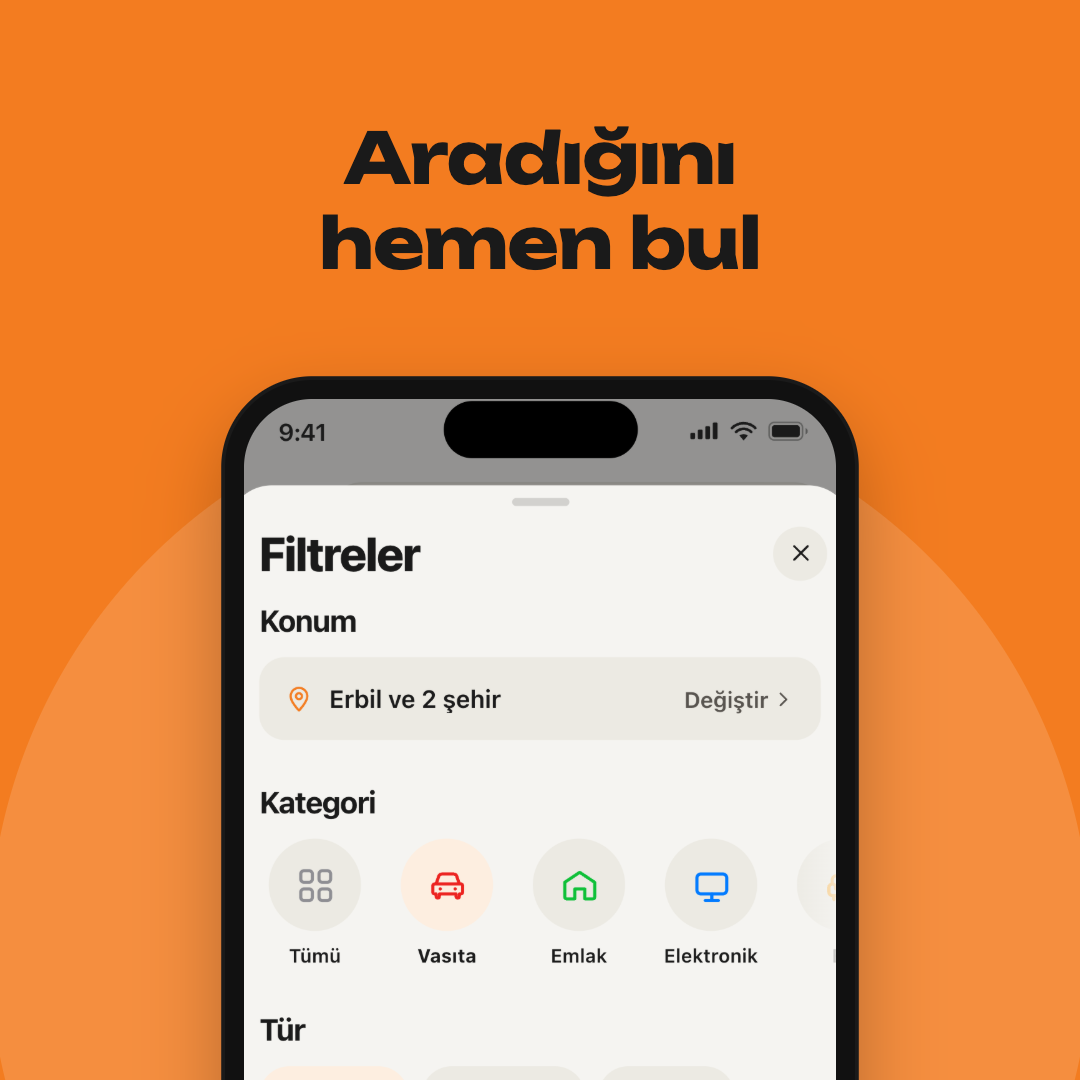 Aradığını
hemen bul
9:41
Filtreler
Konum
Erbil ve 2 şehir
Değiştir
Kategori
Tümü
Vasıta
Emlak
Elektronik
Tür